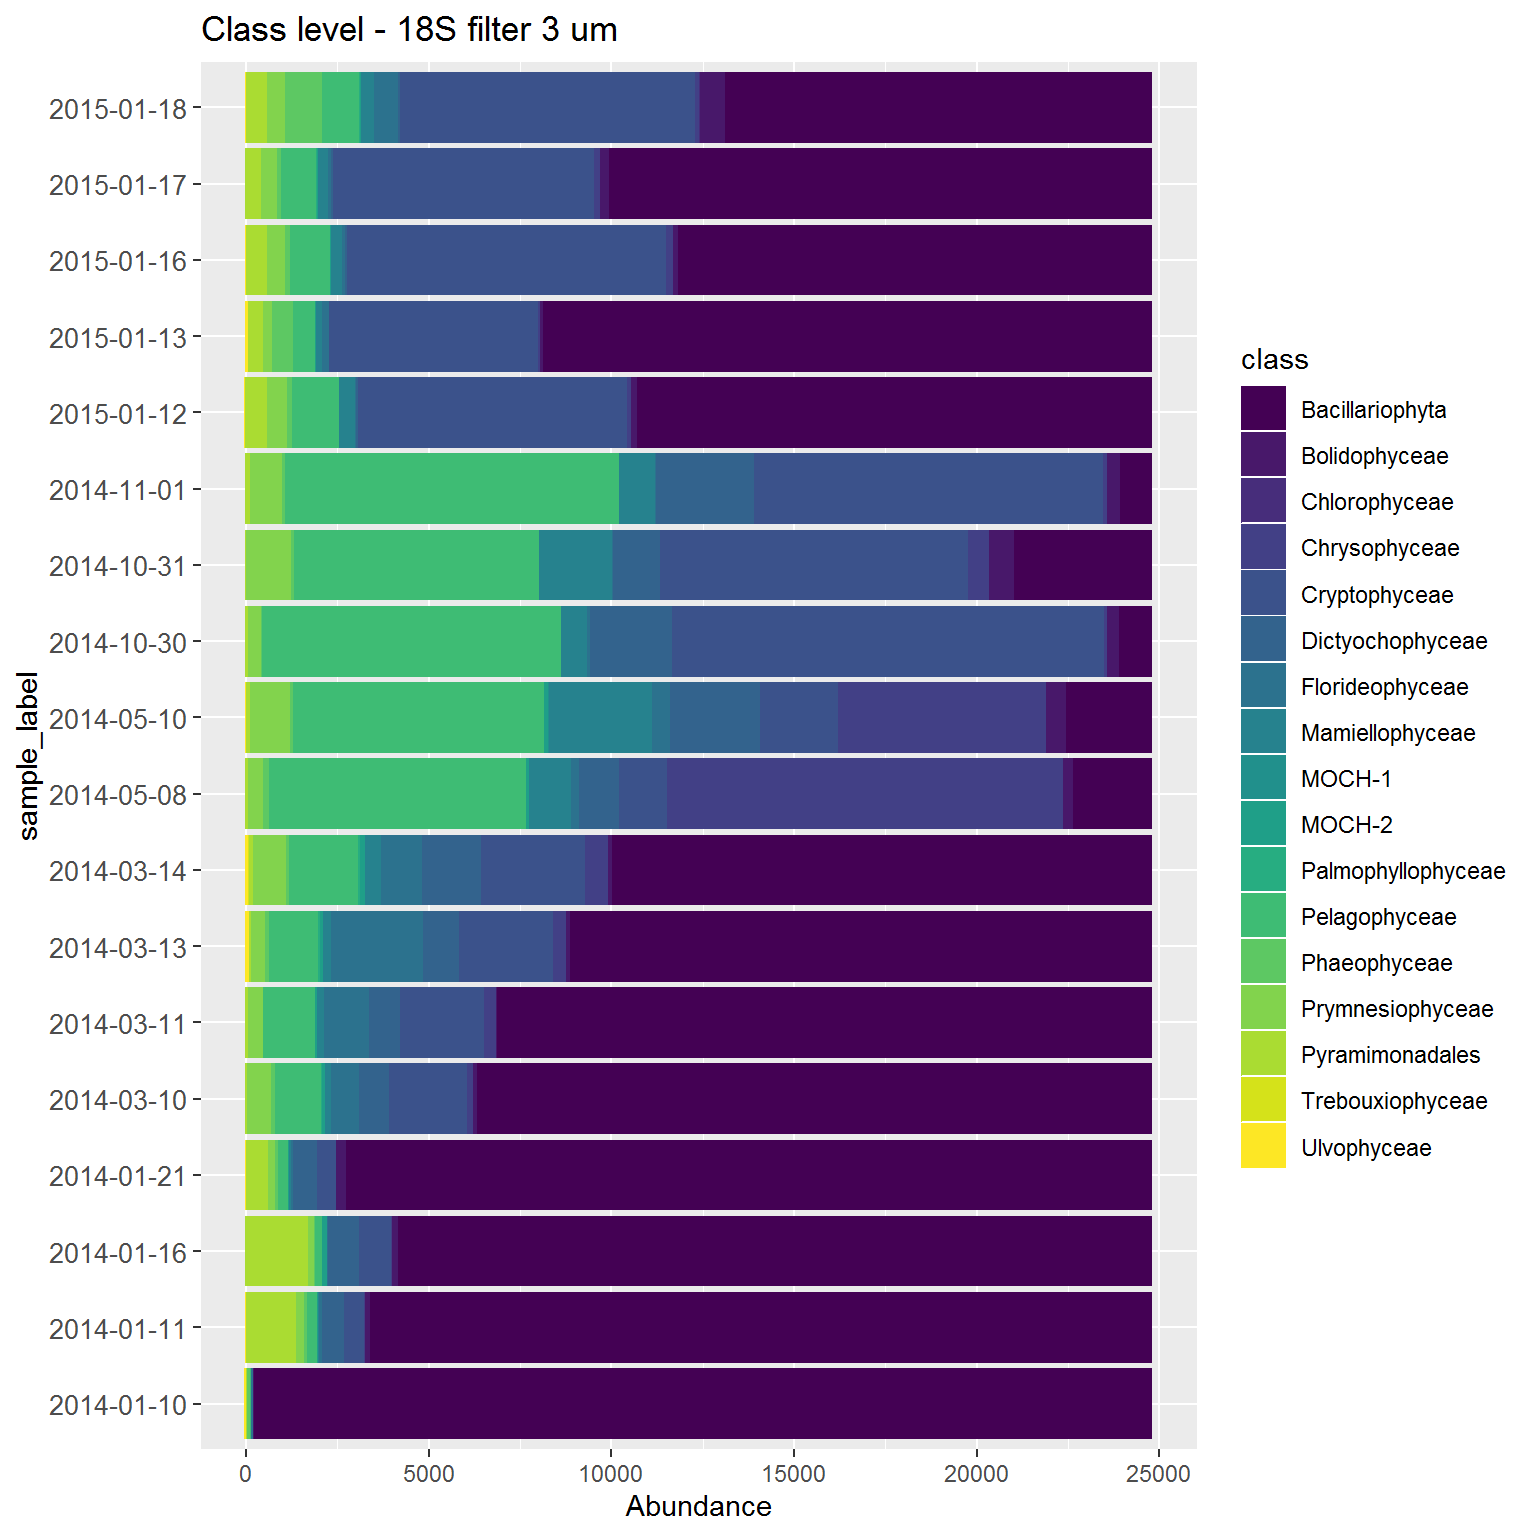 Class level - 18S filter 3 um
2015-01-18
2015-01-17
2015-01-16
2015-01-13
2015-01-12
2014-11-01
2014-10-31
2014-10-30
2014-05-10
2014-05-08
2014-03-14
2014-03-13
2014-03-11
2014-03-10
2014-01-21
2014-01-16
2014-01-11
2014-01-10
sample_label
0 5000 10000 15000 20000 25000
Abundance
class
Bacillariophyta
Bolidophyceae
Chlorophyceae
Chrysophyceae
Cryptophyceae
Dictyochophyceae
Florideophyceae
Mamiellophyceae
MOCH-1
MOCH-2
Palmophyllophyceae
Pelagophyceae
Phaeophyceae
Prymnesiophyceae
Pyramimonadales
Trebouxiophyceae
Ulvophyceae